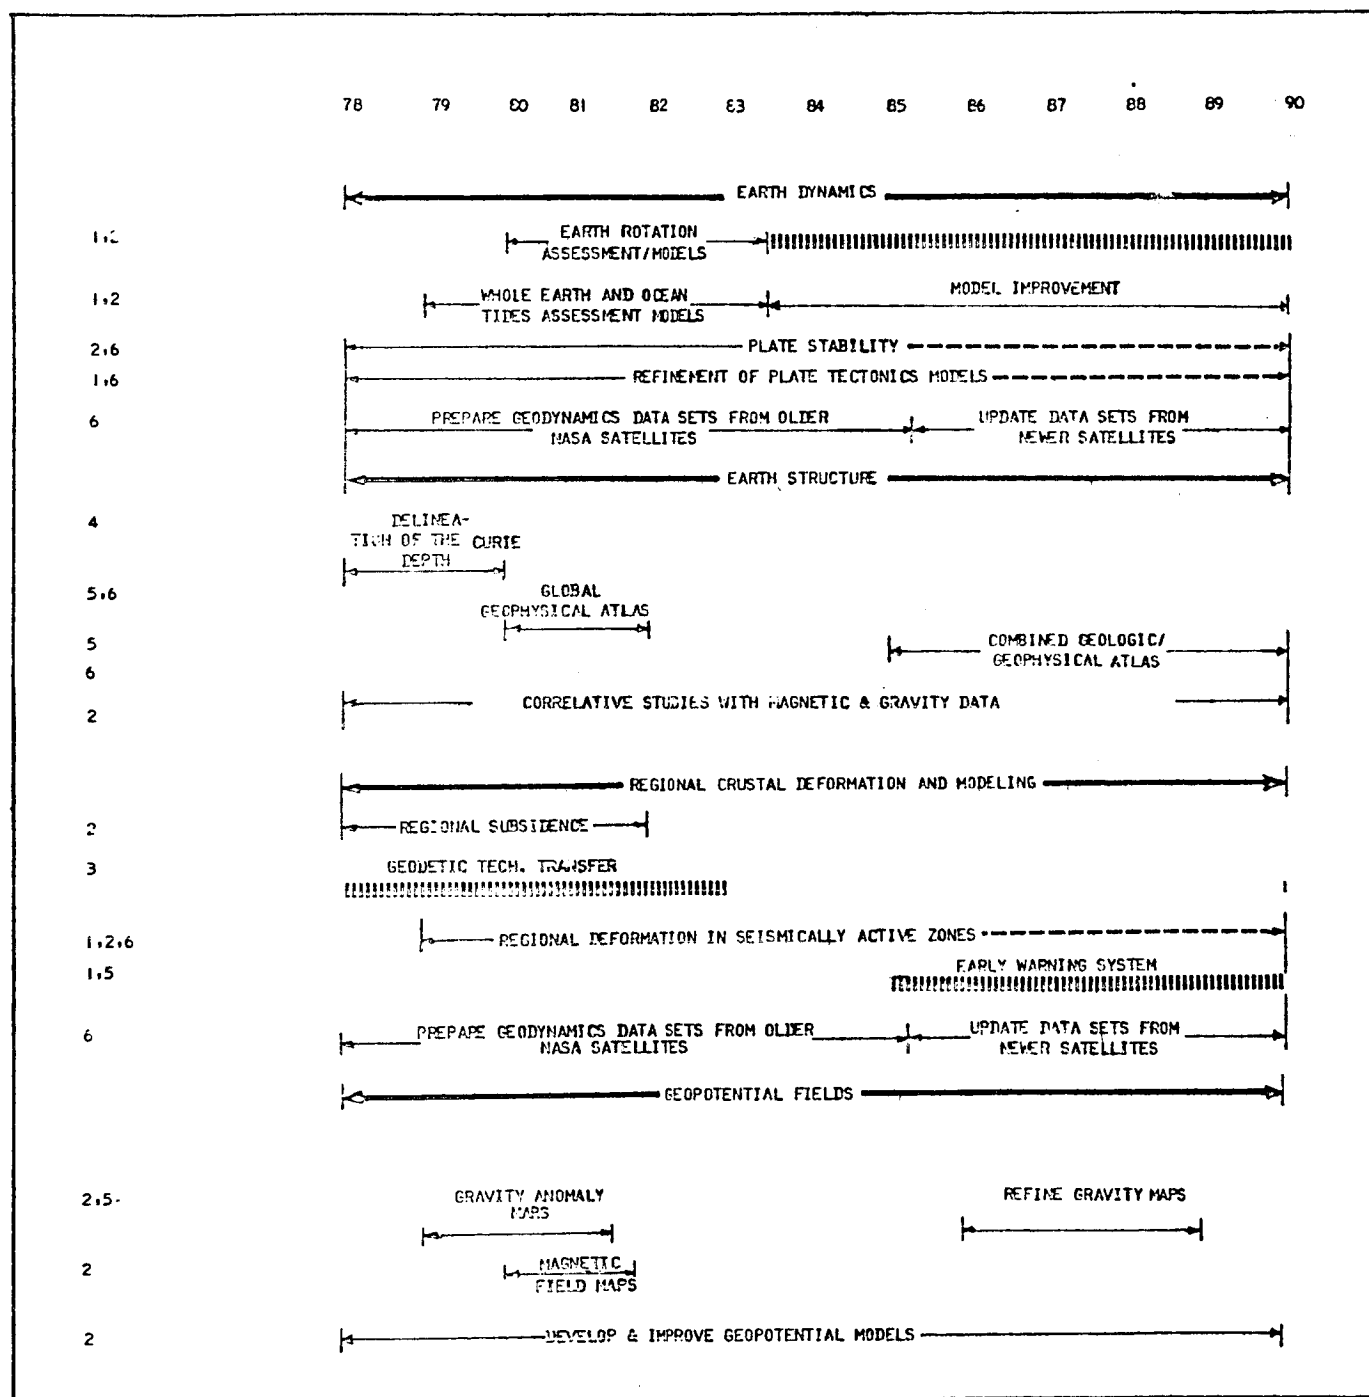 78 79 80 81 82 83 84 85 86 87 88 89 90
EARTH DYNAMICS
EARTH ROTATION
ASSESSMENT/MODELS
1,2
WHOLE EARTH AND OCEAN
TIDES ASSESSMENT MODELS
MODEL IMPROVEMENT
2,6
PLATE STABILITY
1,6
REFINEMENT OF PLATE TECTONICS MODELS
6
PREPARE GEODYNAMICS DATA SETS FROM OLDER
NASA SATELLITES
UPDATE DATA SETS FROM
NEWER SATELLITES
EARTH STRUCTURE
4
DELINEA-
TION OF THE CURIE
DEPTH
5,6
GLOBAL
GEOPHYSICAL ATLAS
5
COMBINED GEOLOGIC/
GEOPHYSICAL ATLAS
6
CORRELATIVE STUDIES WITH MAGNETIC & GRAVITY DATA
2
REGIONAL CRUSTAL DEFORMATION AND MODELING
2
REGIONAL SUBSIDENCE
3
GEODETIC TECH. TRANSFER
1,2,6
REGIONAL DEFORMATION IN SEISMICALLY ACTIVE ZONES
1,5
EARLY WARNING SYSTEM
6
PREPARE GEODYNAMICS DATA SETS FROM OLDER
NASA SATELLITES
UPDATE DATA SETS FROM
NEWER SATELLITES
GEOPOTENTIAL FIELDS
2,5
GRAVITY ANOMALY
MAPS
REFINE GRAVITY MAPS
2
MAGNETIC
FIELD MAPS
2
DEVELOP & IMPROVE GEOPOTENTIAL MODELS